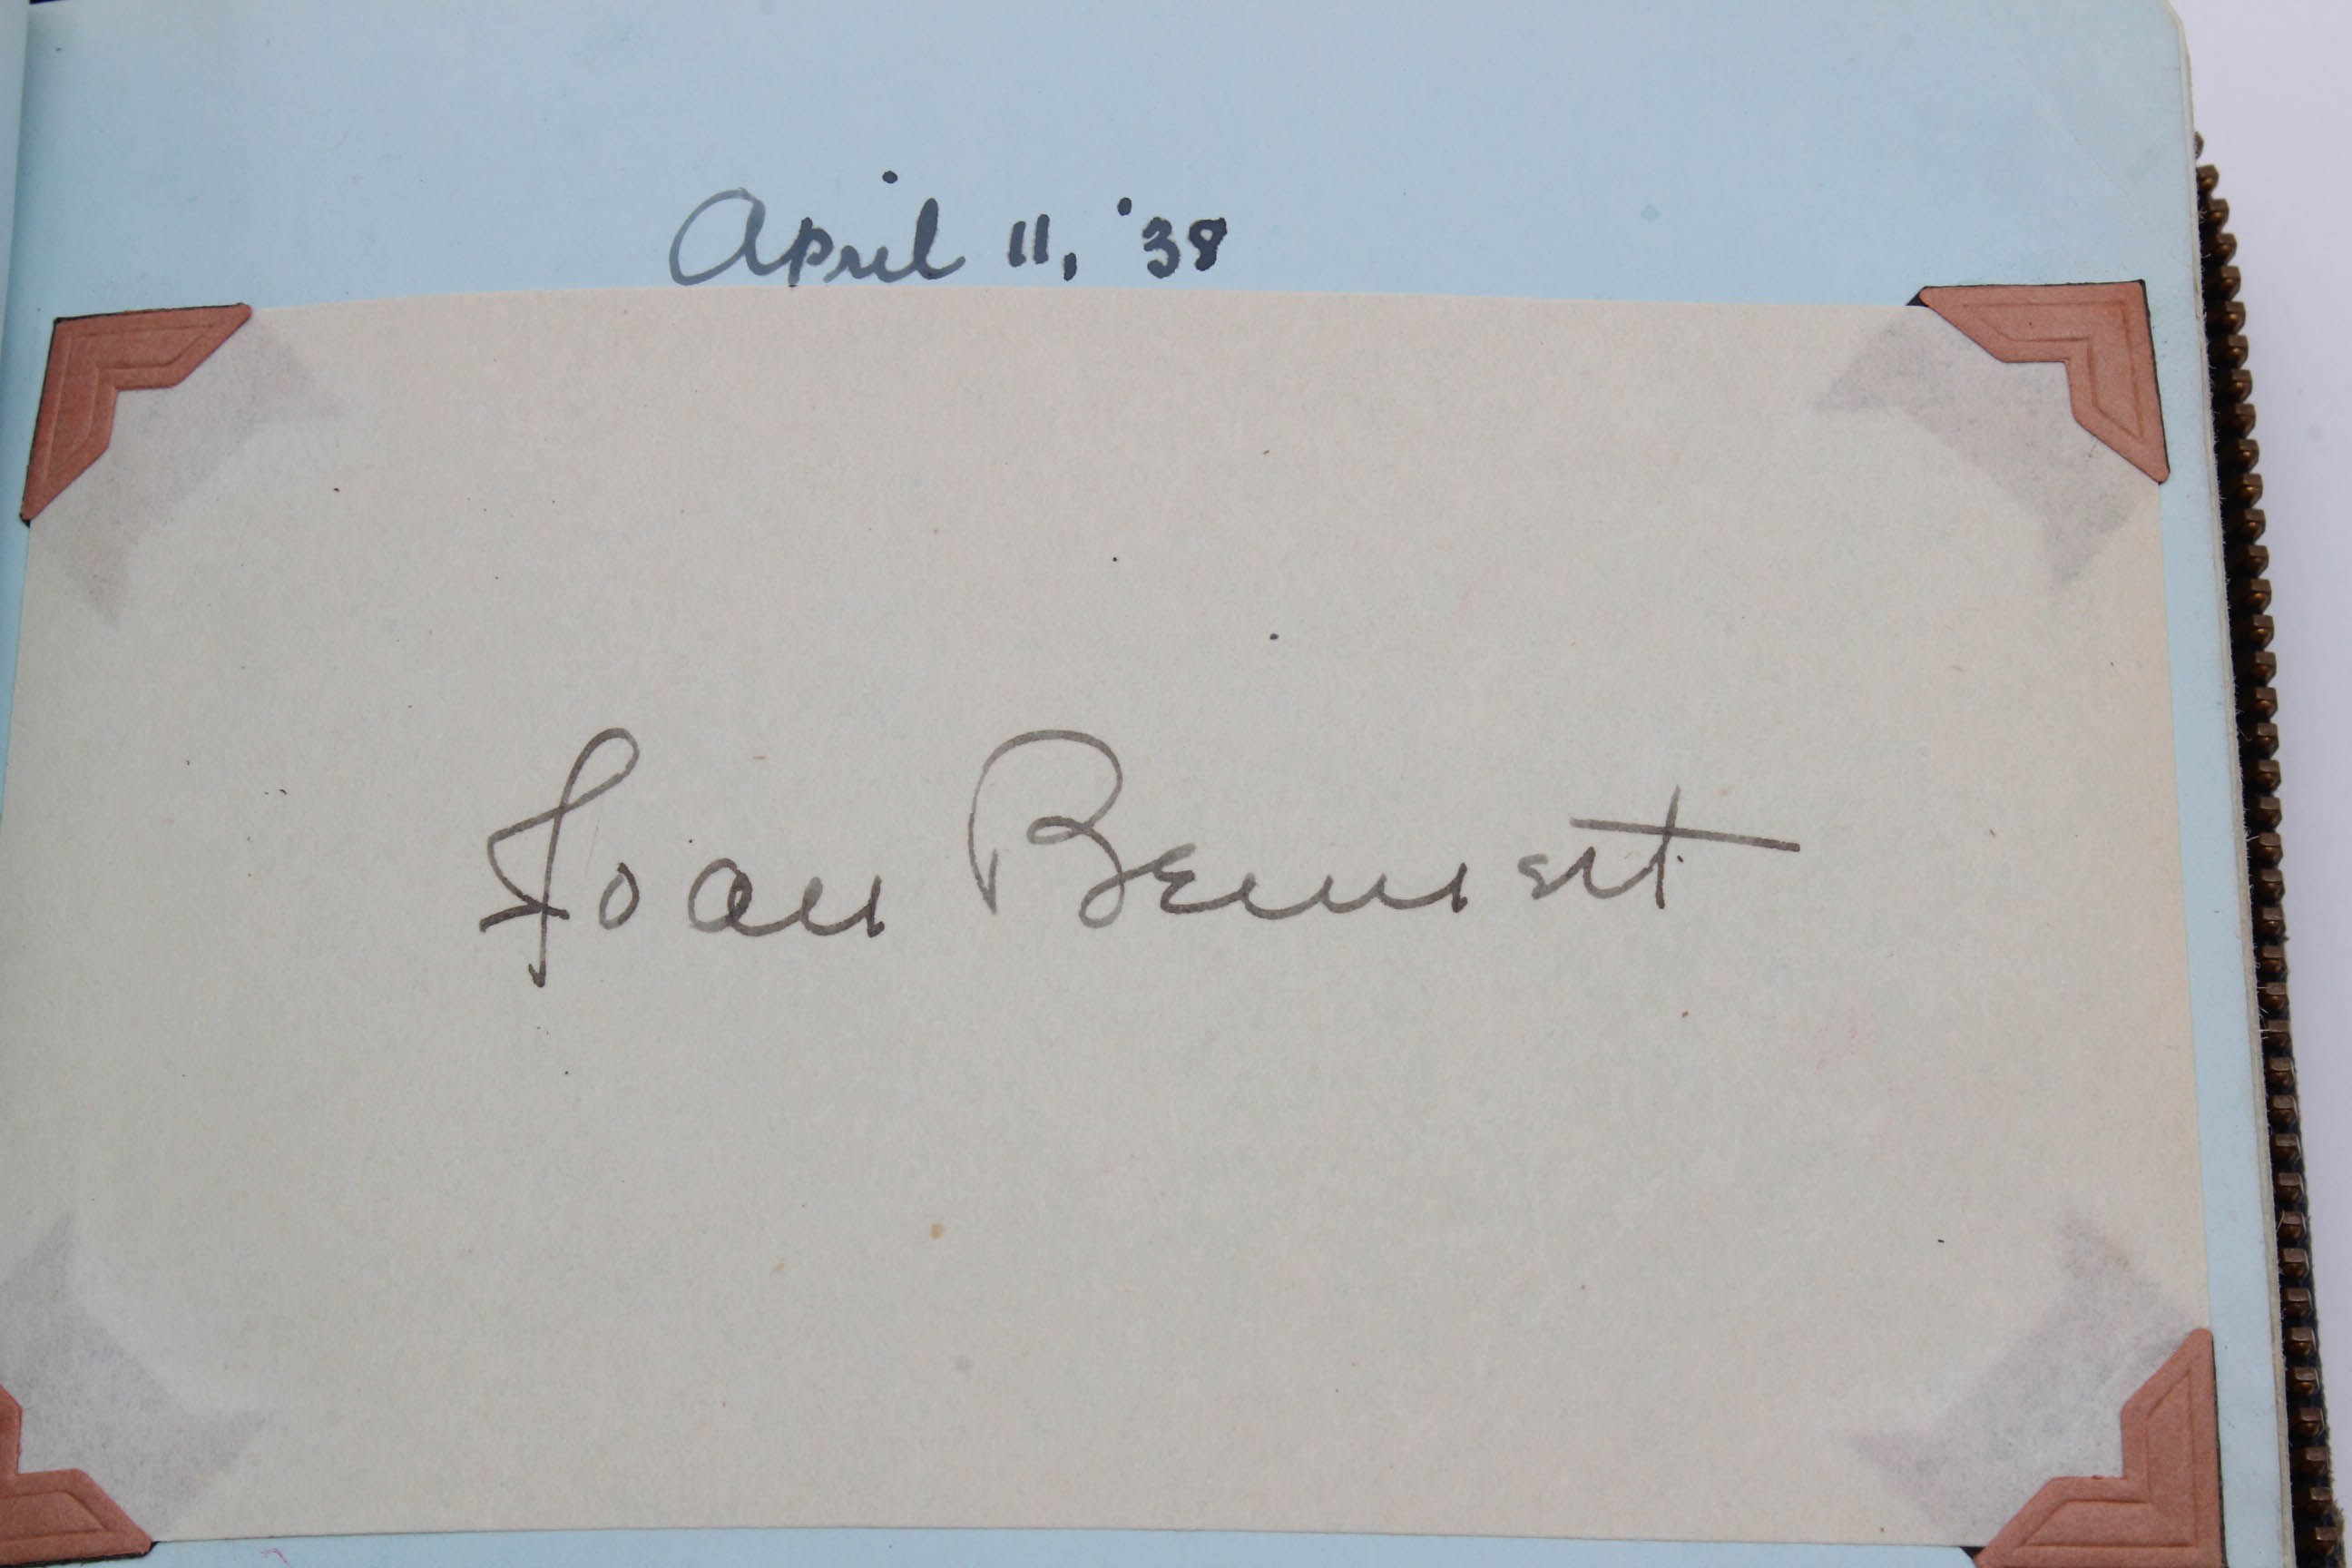 April 11, '38
Joan Bennett